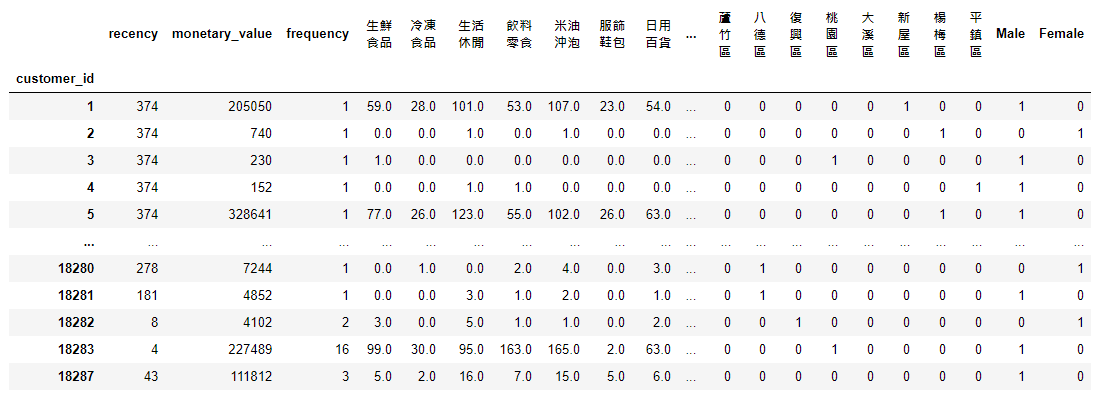 recency monetary_value frequency 生鮮食品 冷凍食品 生活休閒 飲料零食 米油沖泡 服飾鞋包 日用百貨 ... 蘆竹區 八德區 復興區 桃園區 大溪區 新屋區 楊梅區 平鎮區 Male Female
customer_id
1 374 205050 1 59.0 28.0 101.0 53.0 107.0 23.0 54.0 ... 0 0 0 0 0 1 0 0 1 0
2 374 740 1 0.0 0.0 1.0 0.0 1.0 0.0 0.0 ... 0 0 0 0 0 0 1 0 0 1
3 374 230 1 1.0 0.0 0.0 0.0 0.0 0.0 0.0 ... 0 0 0 1 0 0 0 0 1 0
4 374 152 1 0.0 0.0 1.0 1.0 0.0 0.0 0.0 ... 0 0 0 0 0 0 0 1 1 0
5 374 328641 1 77.0 26.0 123.0 55.0 102.0 26.0 63.0 ... 0 0 0 0 0 0 1 0 1 0
... ... ... ... ... ... ... ... ... ... ... ... ... ... ... ... ... ... ... ... ... ...
18280 278 7244 1 0.0 1.0 0.0 2.0 4.0 0.0 3.0 ... 0 1 0 0 0 0 0 0 0 1
18281 181 4852 1 0.0 0.0 3.0 1.0 2.0 0.0 1.0 ... 0 1 0 0 0 0 0 0 1 0
18282 8 4102 2 3.0 0.0 5.0 1.0 1.0 0.0 2.0 ... 0 0 1 0 0 0 0 0 0 1
18283 4 227489 16 99.0 30.0 95.0 163.0 165.0 2.0 63.0 ... 0 0 0 1 0 0 0 0 1 0
18287 43 111812 3 5.0 2.0 16.0 7.0 15.0 5.0 6.0 ... 0 0 0 0 0 0 0 0 1 0